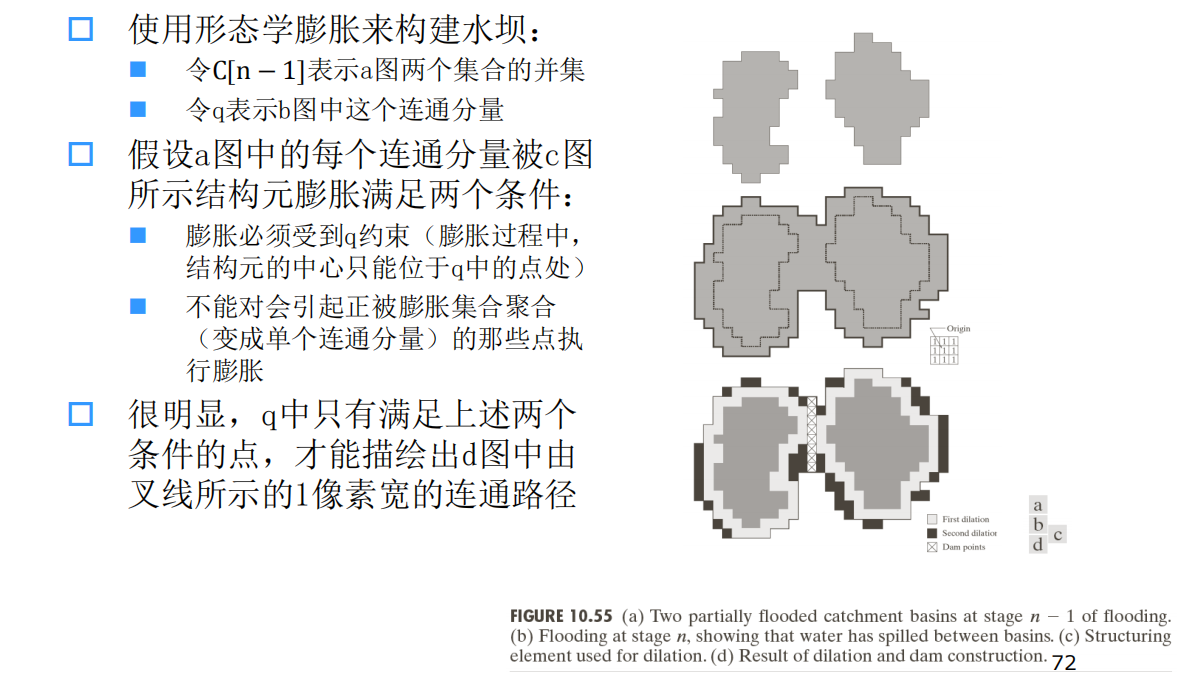 使用形态学膨胀来构建水坝：
令C[n − 1]表示a图两个集合的并集
令q表示b图中这个连通分量
假设a图中的每个连通分量被c图
所示结构元膨胀满足两个条件：
膨胀必须受到q约束（膨胀过程中，
结构元的中心只能位于q中的点处）
不能对会引起正被膨胀集合聚合
（变成单个连通分量）的那些点执
行膨胀
很明显，q中只有满足上述两个
条件的点，才能描绘出d图中由
叉线所示的1像素宽的连通路径
Origin
1 1 1
1 1 1
1 1 1
First dilation
Second dilation
Dam points
a
b
c
d
FIGURE 10.55 (a) Two partially flooded catchment basins at stage n − 1 of flooding.
(b) Flooding at stage n, showing that water has spilled between basins. (c) Structuring
element used for dilation. (d) Result of dilation and dam construction.
72